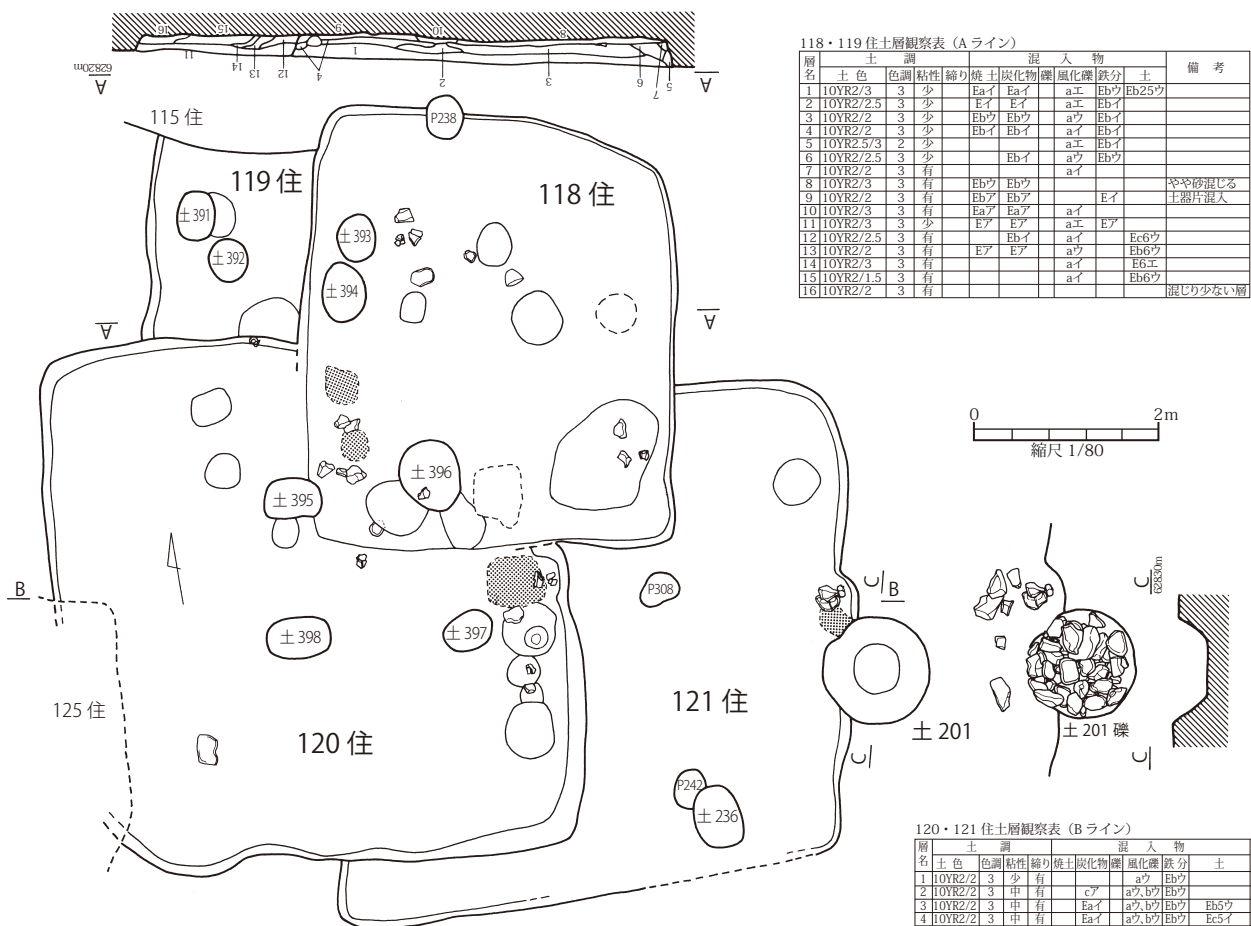 16 15 9 10 8
11 14 13 12 4 1 2 3 6 7 5
62820m
A A
115 住
P238
119 住
118 住
土 391
土 392
土 393
土 394
A A
土 396
土 395
B
土 398
土 397
P308
C B
121 住
125 住
120 住
土 201
C
P242
土 236
118・119 住土層観察表（A ライン）
層名 土 調 混 入 物 備 考
土 色 色調 粘性 締り 焼 土 炭化物 礫 風化礫 鉄分 土
1 10YR2/3 3 少 Eaイ Eaイ aエ Ebウ Eb25ウ
2 10YR2/2.5 3 少 Eイ Eイ aエ Ebイ
3 10YR2/2 3 少 Ebウ Ebウ aウ Ebイ
4 10YR2/2 3 少 Ebイ Ebイ aイ Ebイ
5 10YR2.5/3 2 少 aエ Ebイ
6 10YR2/2.5 3 少 Ebイ aウ Ebウ
7 10YR2/2 3 有 aイ
8 10YR2/3 3 有 Ebウ Ebウ やや砂混じる
9 10YR2/2 3 有 Ebア Ebア Eイ 土器片混入
10 10YR2/3 3 有 Eaア Eaア aイ
11 10YR2/3 3 少 Eア Eア aエ Eア
12 10YR2/2.5 3 有 Ebイ aイ Ec6ウ
13 10YR2/2 3 有 Eア Eア aウ Eb6ウ
14 10YR2/3 3 有 aイ E6エ
15 10YR2/1.5 3 有 aイ Eb6ウ
16 10YR2/2 3 有 混じり少ない層
0 2m
縮尺 1/80
C
62830m
土 201 礫
C
120・121 住土層観察表（B ライン）
層名 土 調 混 入 物
土 色 色調 粘性 締り 焼土 炭化物 礫 風化礫 鉄 分 土
1 10YR2/2 3 少 有 aウ Ebウ
2 10YR2/2 3 中 有 cア aウ、bウ Ebウ
3 10YR2/2 3 中 有 Eaイ aウ、bウ Ebウ Eb5ウ
4 10YR2/2 3 中 有 Eaイ aウ、bウ Ebウ Ec5イ